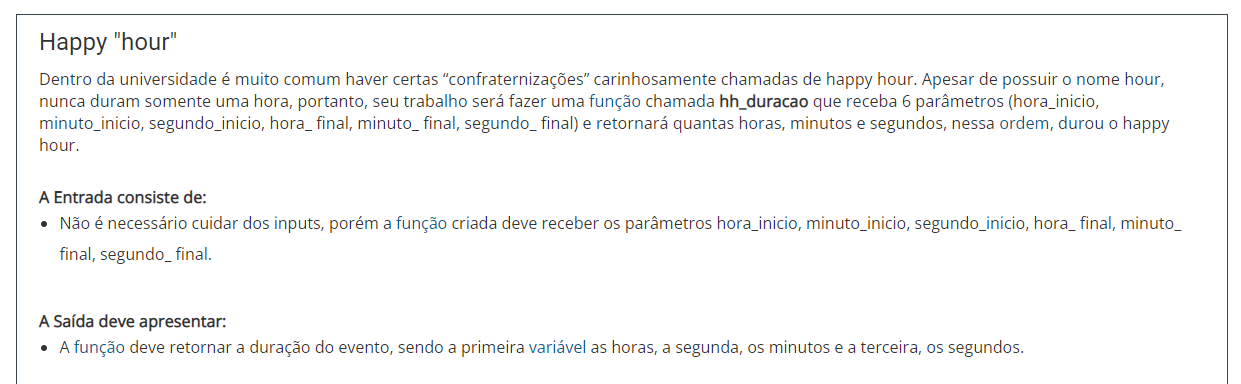 Happy "hour"
Dentro da universidade é muito comum haver certas “confraternizações” carinhosamente chamadas de happy hour. Apesar de possuir o nome hour,
nunca duram somente uma hora, portanto, seu trabalho será fazer uma função chamada hh_duracao que receba 6 parâmetros (hora_inicio,
minuto_inicio, segundo_inicio, hora_ final, minuto_ final, segundo_ final) e retornará quantas horas, minutos e segundos, nessa ordem, durou o happy
hour.
A Entrada consiste de:
• Não é necessário cuidar dos inputs, porém a função criada deve receber os parâmetros hora_inicio, minuto_inicio, segundo_inicio, hora_ final, minuto_
final, segundo_ final.
A Saída deve apresentar:
• A função deve retornar a duração do evento, sendo a primeira variável as horas, a segunda, os minutos e a terceira, os segundos.